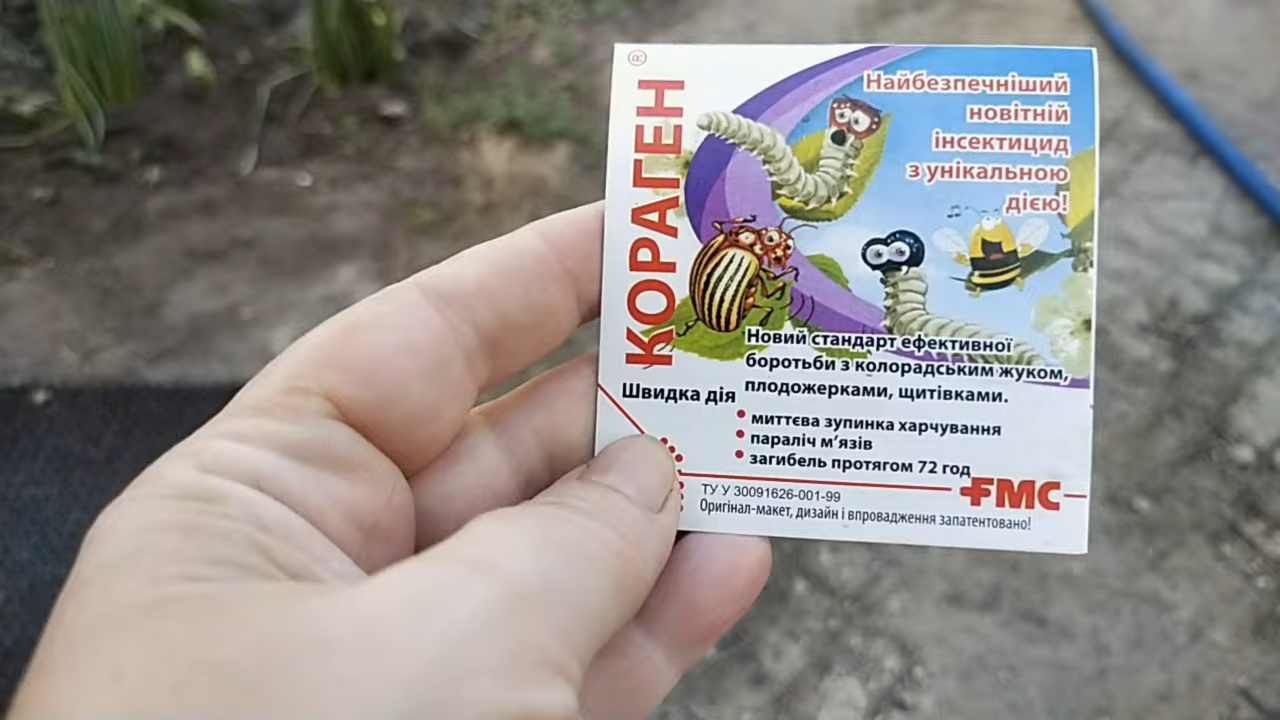 КОРАГЕН
Найбезпечніший
новітній
інсектицид
з унікальною
дією!
Новий стандарт ефективної
боротьби з колорадським жуком,
плодожерками, щитівками.
Швидка дія
миттєва зупинка харчування
параліч м'язів
загибель протягом 72 год
FMC
ТУ У 30091626-001-99
Оригінал-макет, дизайн і впровадження запатентовано!